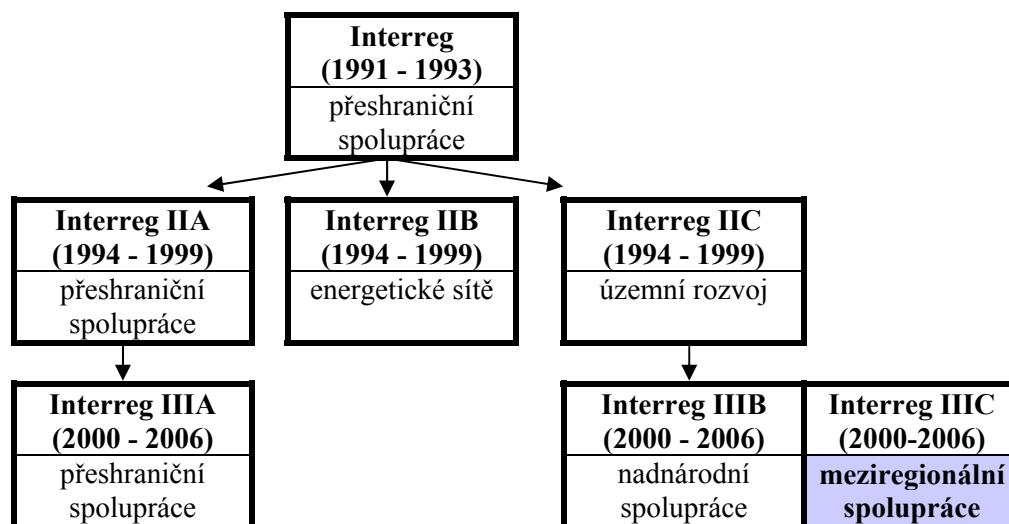 Interreg
(1991 - 1993)
přeshraniční
spolupráce
Interreg IIA
(1994 - 1999)
přeshraniční
spolupráce
Interreg IIB
(1994 - 1999)
energetické sítě
Interreg IIC
(1994 - 1999)
územní rozvoj
Interreg IIIA
(2000 - 2006)
přeshraniční
spolupráce
Interreg IIIB
(2000 - 2006)
nadnárodní
spolupráce
Interreg IIIC
(2000-2006)
meziregionální
spolupráce